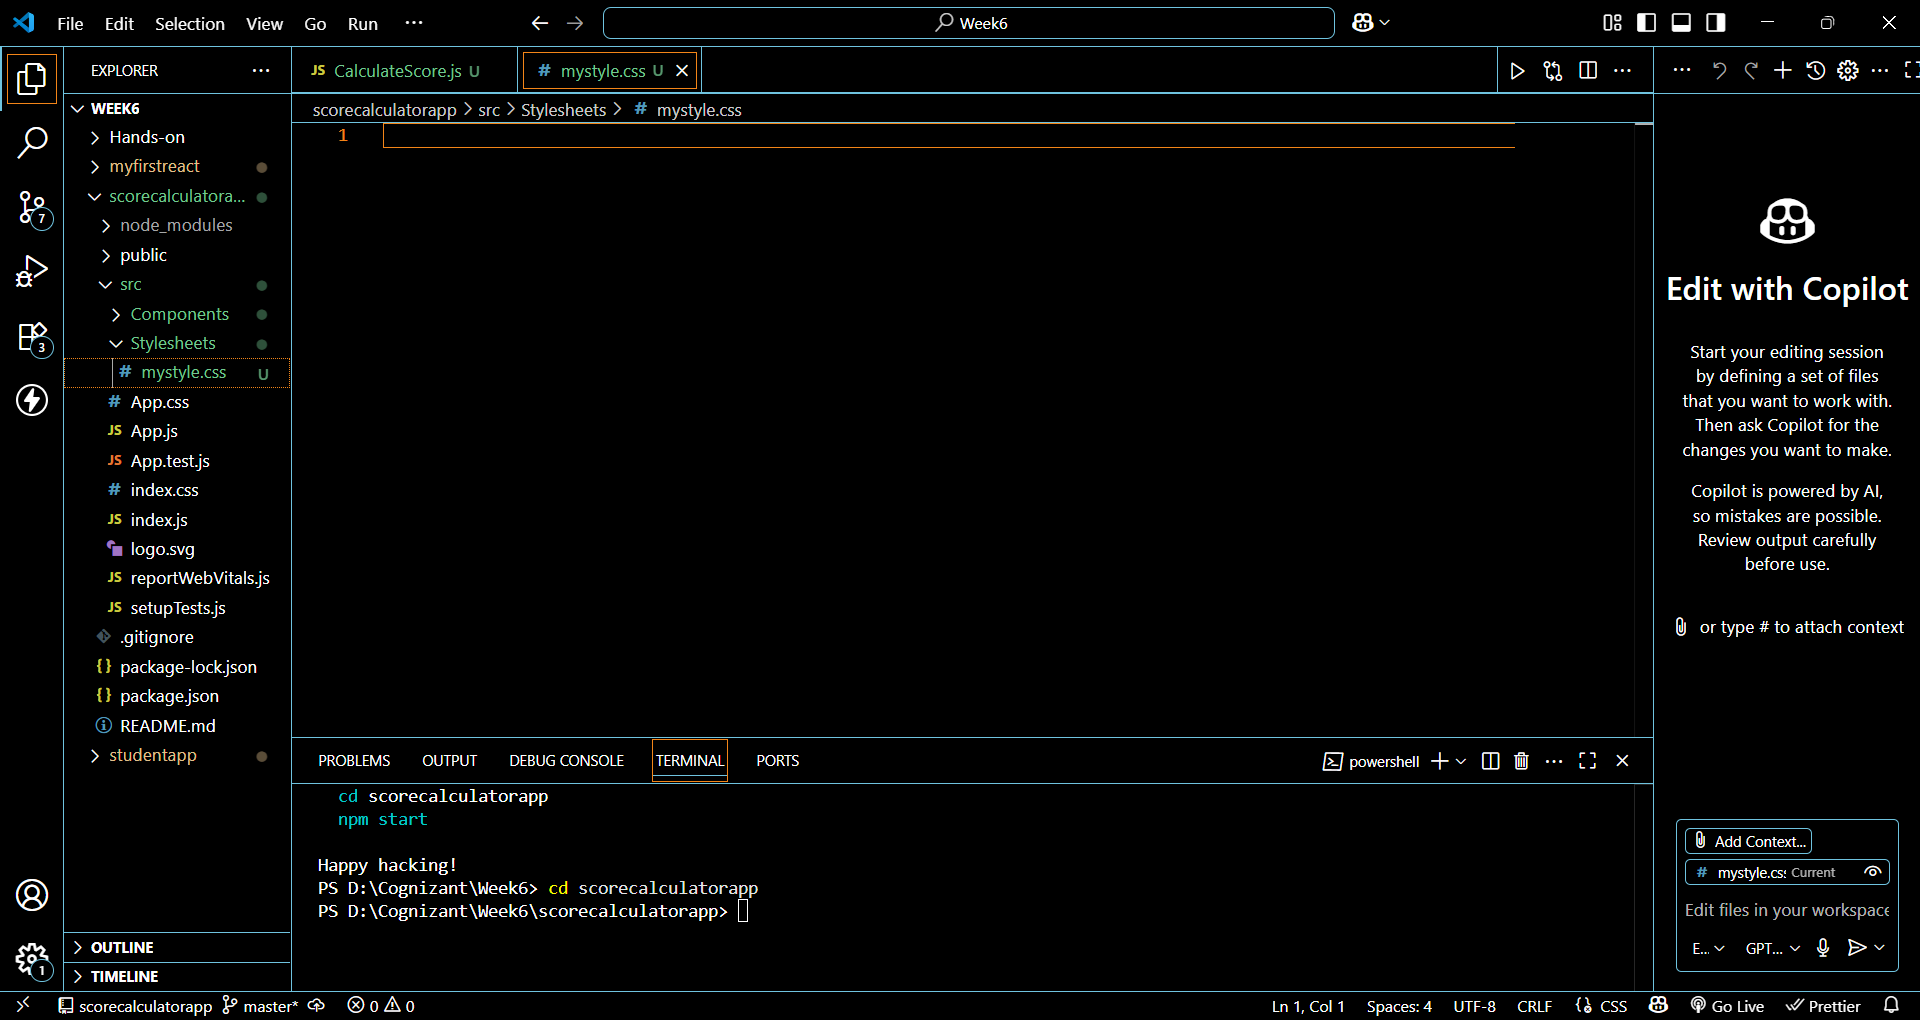 File Edit Selection View Go Run ···
Week6
EXPLORER
WEEK6
Hands-on
myfirstreact
scorecalculatora...
node_modules
public
src
Components
Stylesheets
# mystyle.css U
# App.css
JS App.js
JS App.test.js
# index.css
JS index.js
logo.svg
JS reportWebVitals.js
JS setupTests.js
.gitignore
{} package-lock.json
{} package.json
README.md
studentapp
OUTLINE
TIMELINE
7
3
1
JS CalculateScore.js U
# mystyle.css U
scorecalculatorapp > src > Stylesheets > # mystyle.css
1
PROBLEMS OUTPUT DEBUG CONSOLE TERMINAL PORTS
powershell
cd scorecalculatorapp
npm start
Happy hacking!
PS D:\Cognizant\Week6> cd scorecalculatorapp
PS D:\Cognizant\Week6\scorecalculatorapp>
Edit with Copilot
Start your editing session
by defining a set of files
that you want to work with.
Then ask Copilot for the
changes you want to make.
Copilot is powered by AI,
so mistakes are possible.
Review output carefully
before use.
or type # to attach context
Add Context...
# mystyle.cs Current
Edit files in your workspace
E... GPT...
scorecalculatorapp master* 0 0
Ln 1, Col 1 Spaces: 4 UTF-8 CRLF {} CSS Go Live Prettier